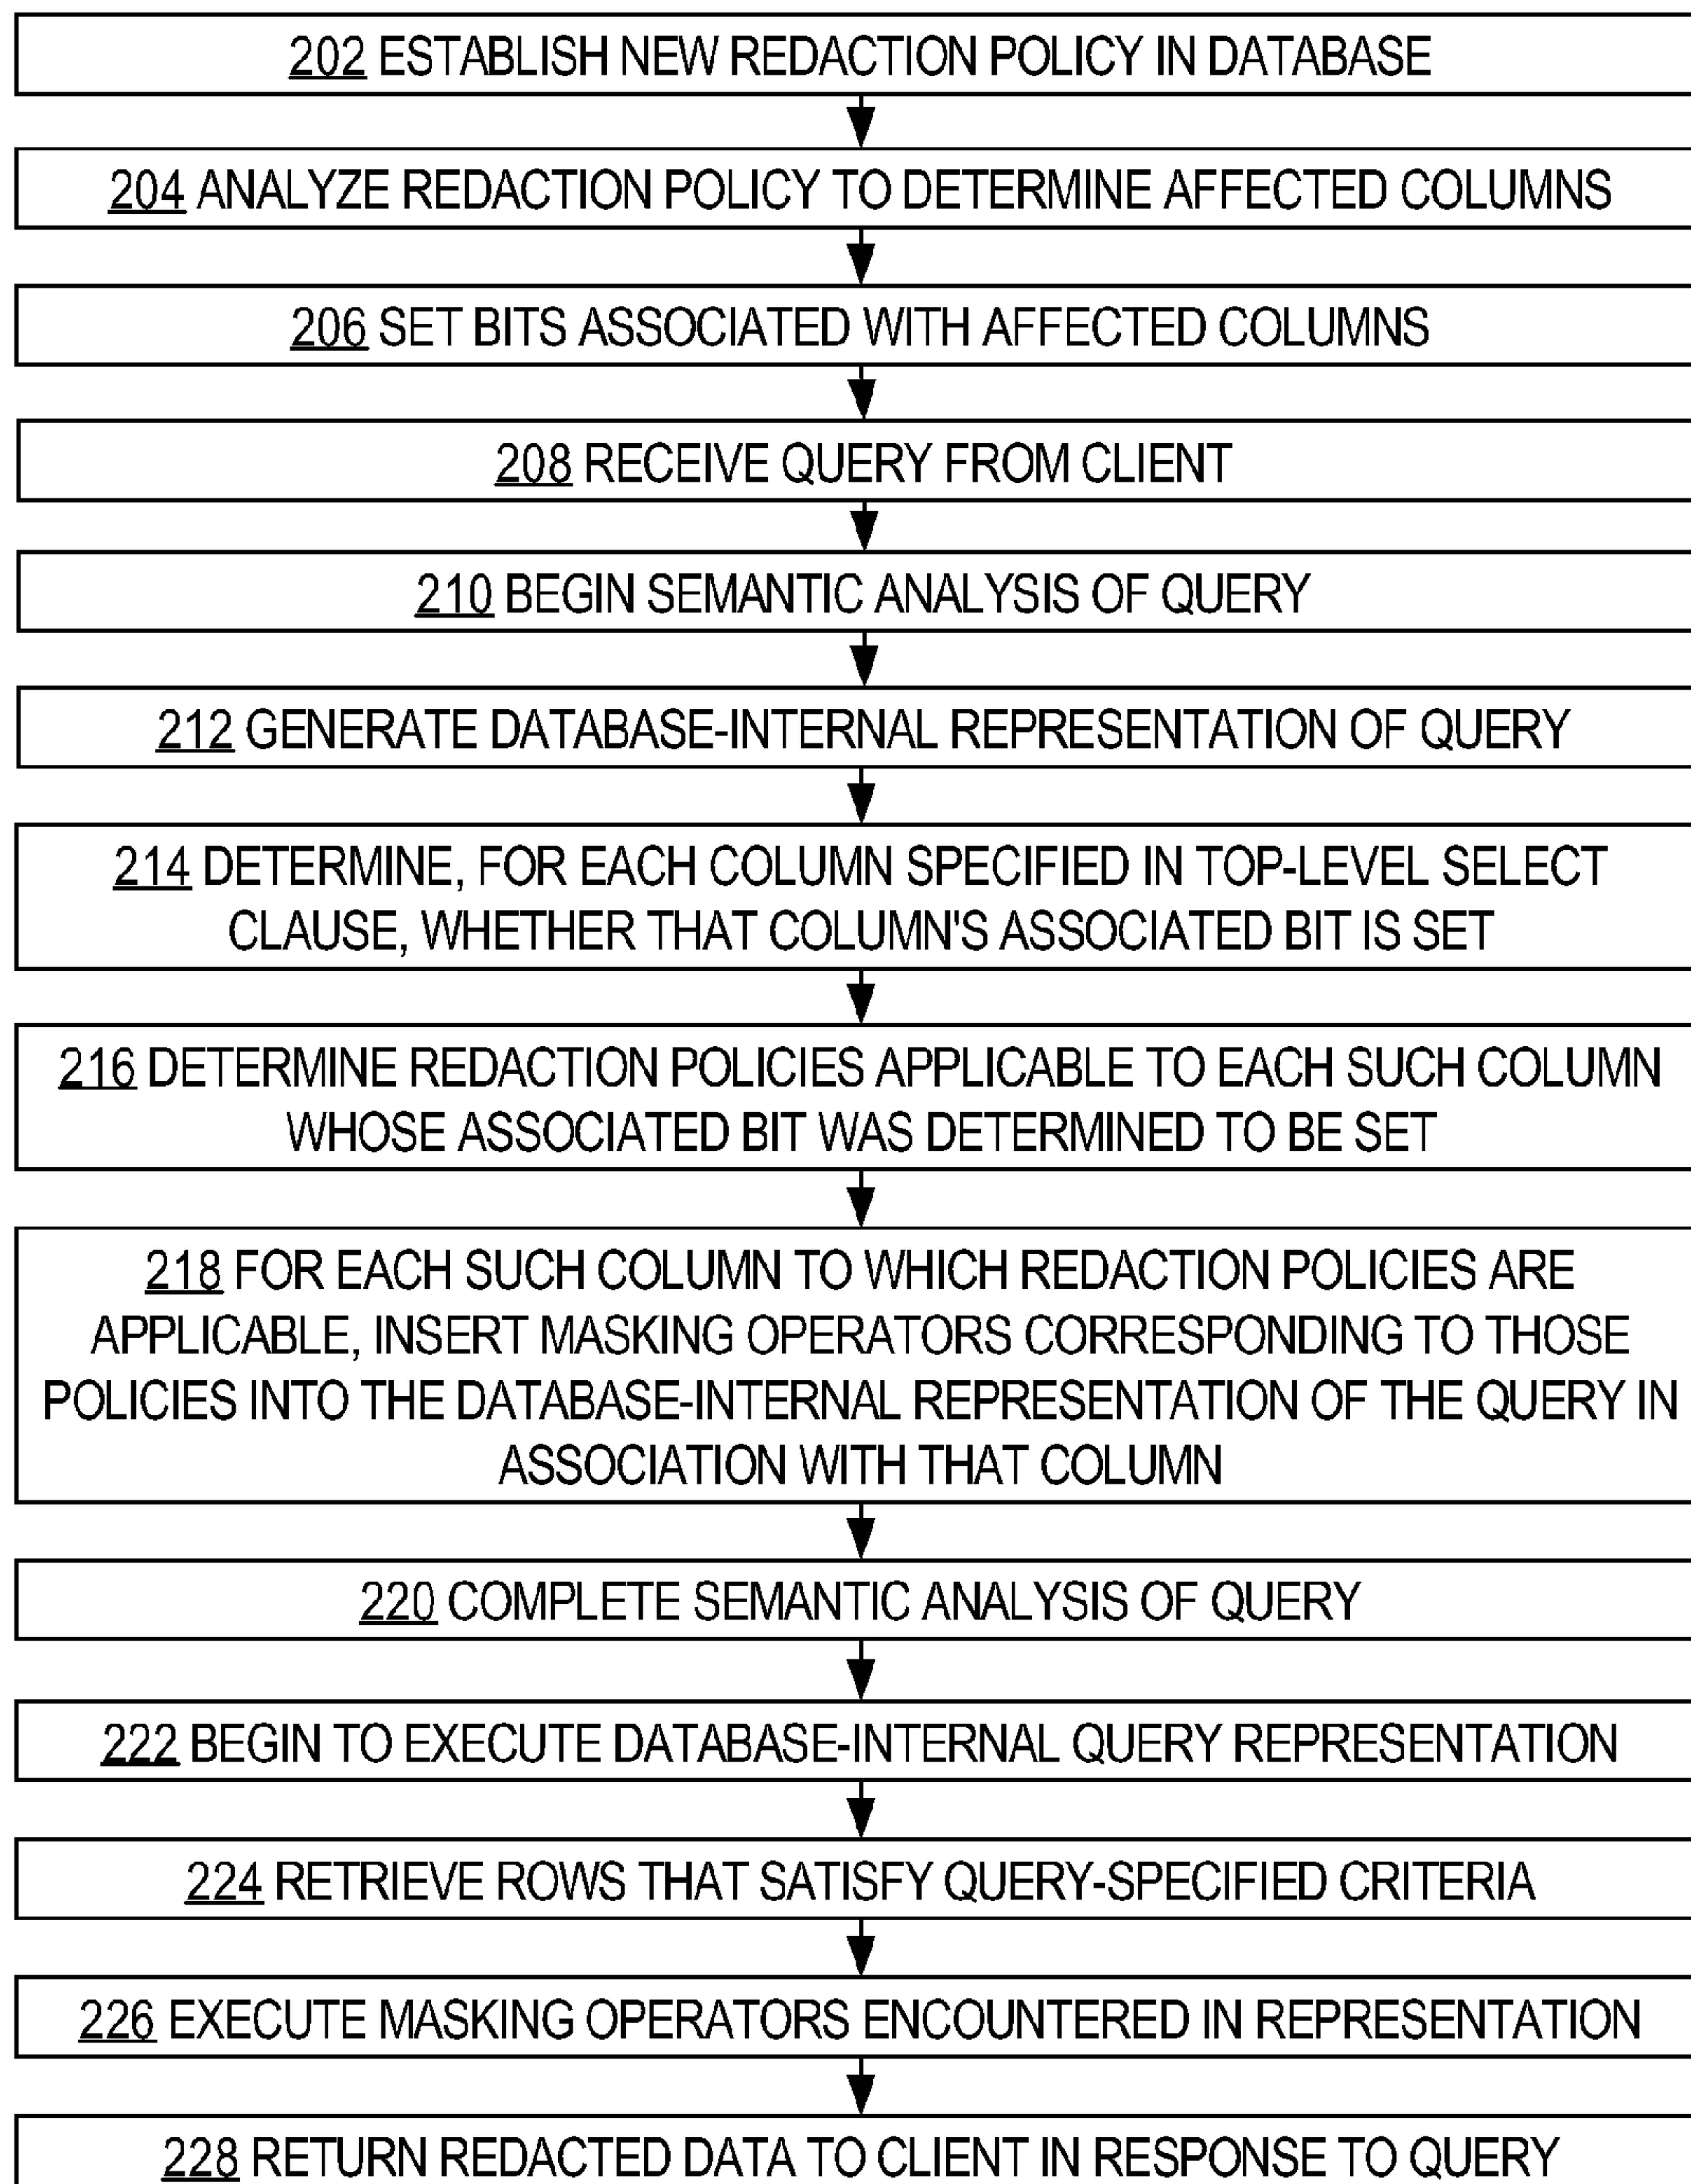 202 ESTABLISH NEW REDACTION POLICY IN DATABASE
204 ANALYZE REDACTION POLICY TO DETERMINE AFFECTED COLUMNS
206 SET BITS ASSOCIATED WITH AFFECTED COLUMNS
208 RECEIVE QUERY FROM CLIENT
210 BEGIN SEMANTIC ANALYSIS OF QUERY
212 GENERATE DATABASE-INTERNAL REPRESENTATION OF QUERY
214 DETERMINE, FOR EACH COLUMN SPECIFIED IN TOP-LEVEL SELECT
CLAUSE, WHETHER THAT COLUMN'S ASSOCIATED BIT IS SET
216 DETERMINE REDACTION POLICIES APPLICABLE TO EACH SUCH COLUMN
WHOSE ASSOCIATED BIT WAS DETERMINED TO BE SET
218 FOR EACH SUCH COLUMN TO WHICH REDACTION POLICIES ARE
APPLICABLE, INSERT MASKING OPERATORS CORRESPONDING TO THOSE
POLICIES INTO THE DATABASE-INTERNAL REPRESENTATION OF THE QUERY IN
ASSOCIATION WITH THAT COLUMN
220 COMPLETE SEMANTIC ANALYSIS OF QUERY
222 BEGIN TO EXECUTE DATABASE-INTERNAL QUERY REPRESENTATION
224 RETRIEVE ROWS THAT SATISFY QUERY-SPECIFIED CRITERIA
226 EXECUTE MASKING OPERATORS ENCOUNTERED IN REPRESENTATION
228 RETURN REDACTED DATA TO CLIENT IN RESPONSE TO QUERY